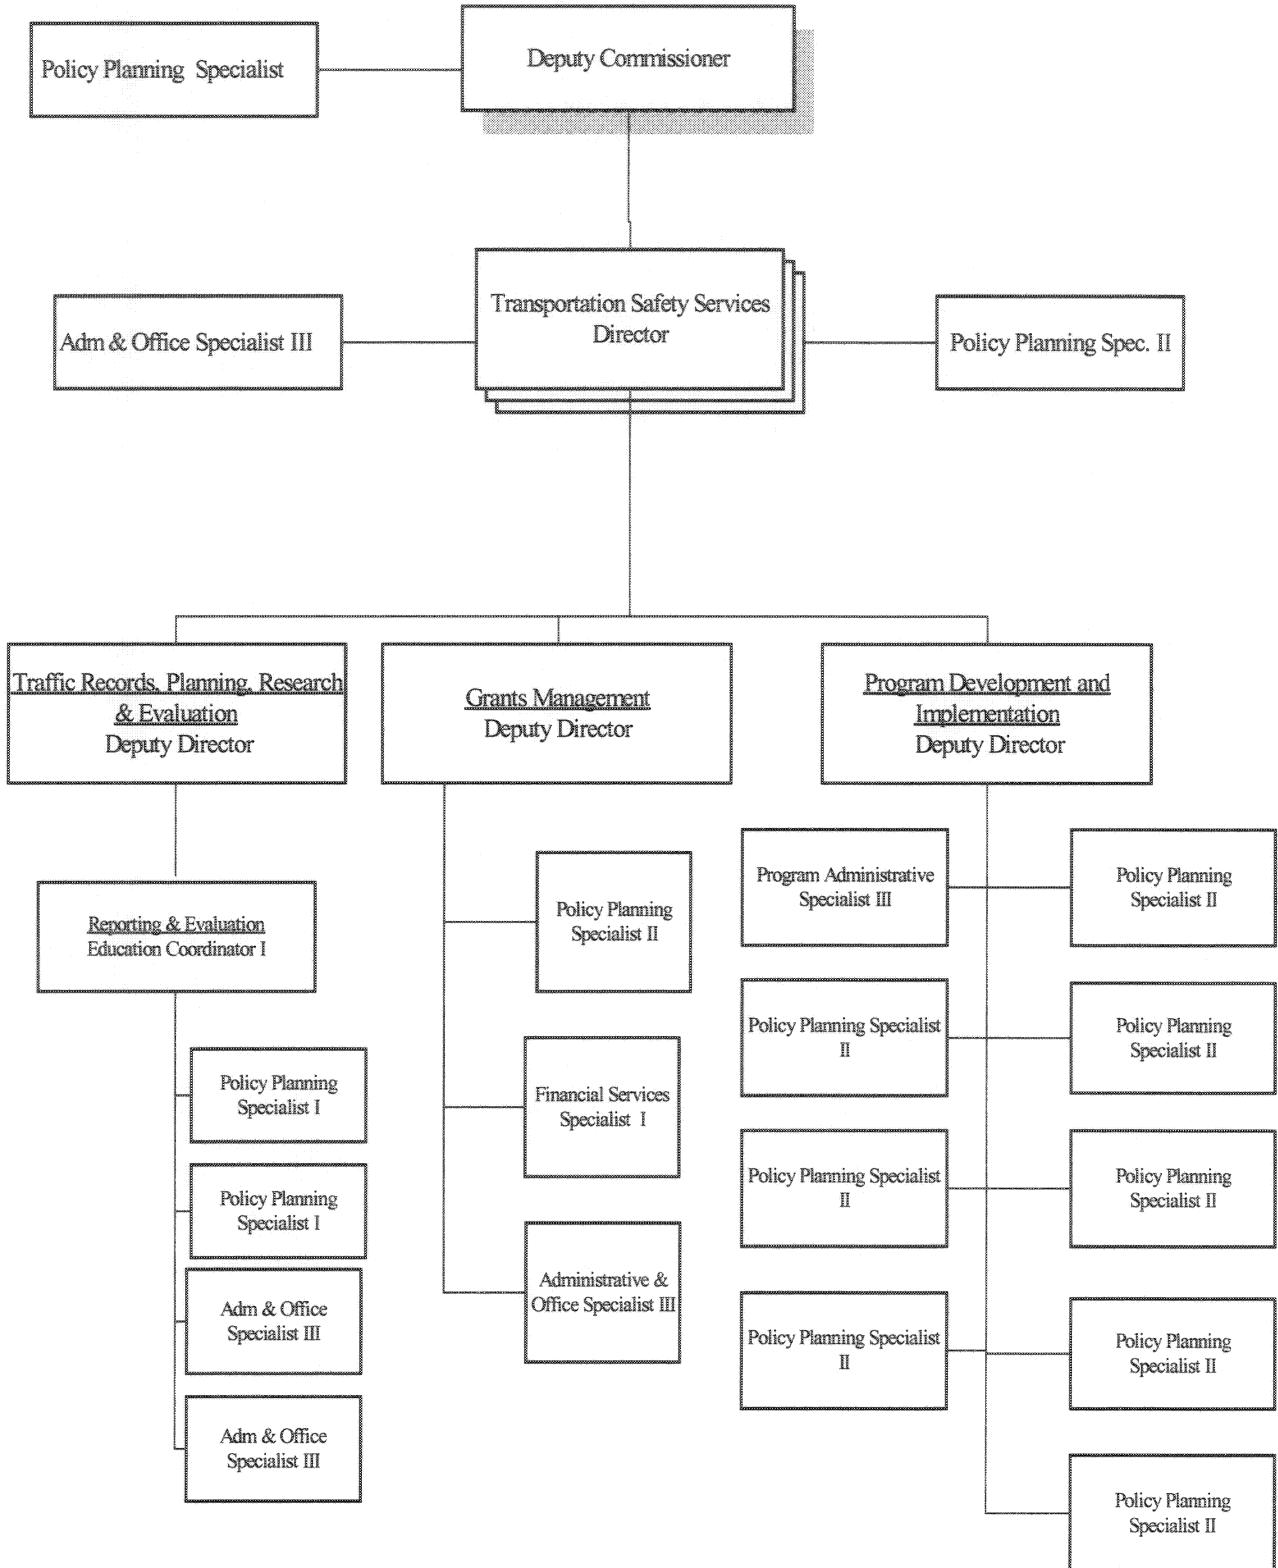 Policy Planning Specialist
Deputy Commissioner
Adm & Office Specialist III
Transportation Safety Services
Director
Policy Planning Spec. II
Traffic Records, Planning, Research
& Evaluation
Deputy Director
Grants Management
Deputy Director
Program Development and
Implementation
Deputy Director
Reporting & Evaluation
Education Coordinator I
Policy Planning
Specialist I
Policy Planning
Specialist I
Adm & Office
Specialist III
Adm & Office
Specialist III
Policy Planning
Specialist II
Financial Services
Specialist I
Administrative &
Office Specialist III
Program Administrative
Specialist III
Policy Planning Specialist
II
Policy Planning Specialist
II
Policy Planning Specialist
II
Policy Planning
Specialist II
Policy Planning
Specialist II
Policy Planning
Specialist II
Policy Planning
Specialist II
Policy Planning
Specialist II